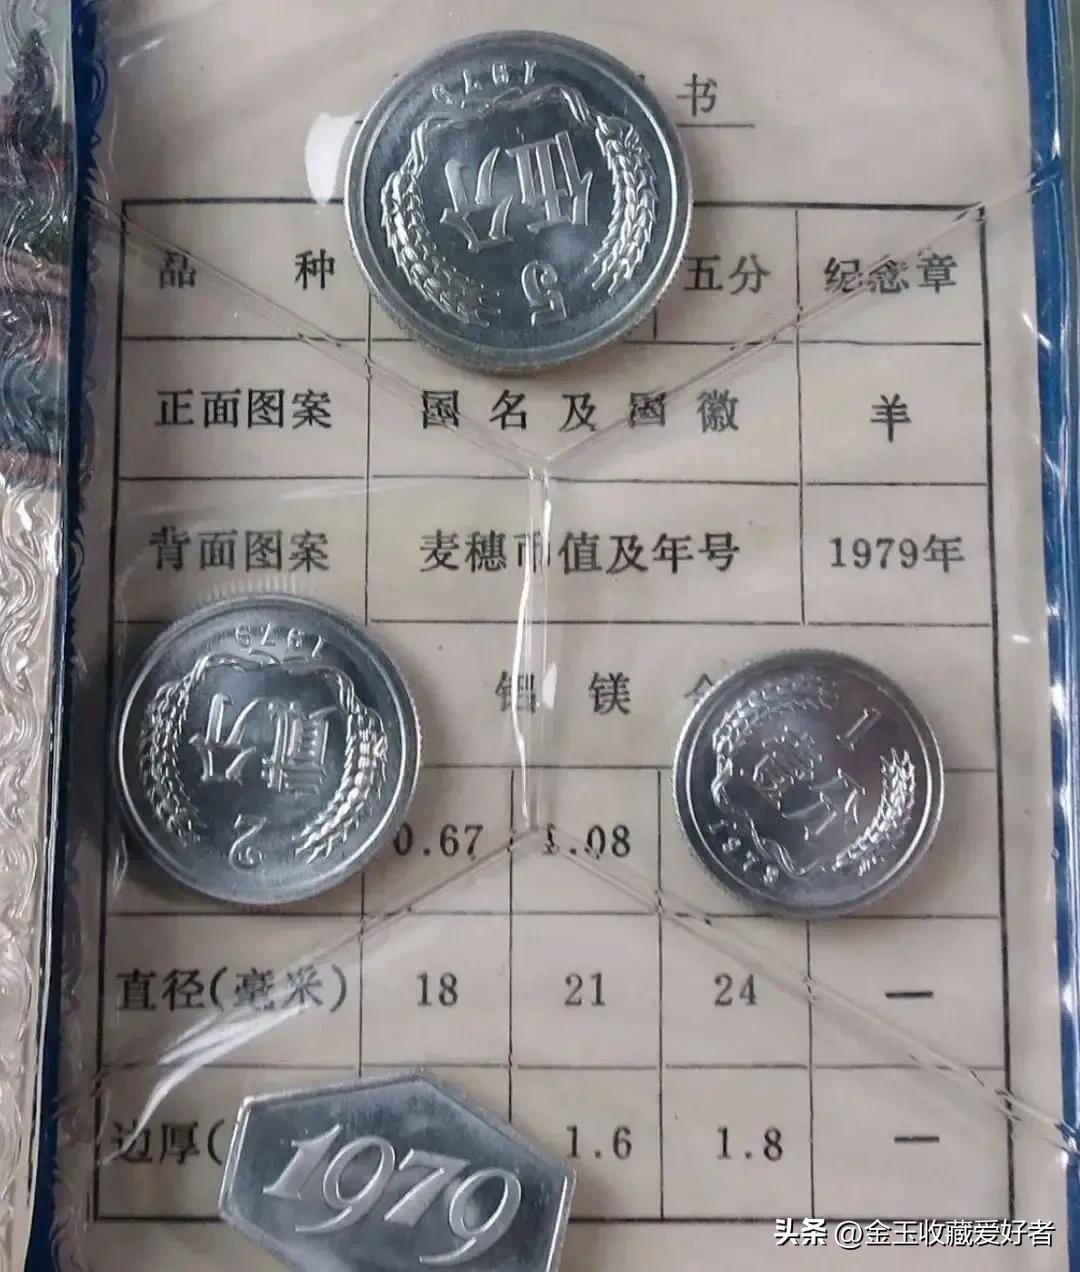 书
1979
伍分
5
品 种 五分 纪念章
正面图案 国 名 及 国 徽 羊
背面图案 麦穗币值及年号 1979年
铝 镁
1979
贰分
2
1
壹分
1979
0.67 1.08
直径(毫米) 18 21 24 —
边厚( 1.6 1.8 —
1979
头条 @金玉收藏爱好者